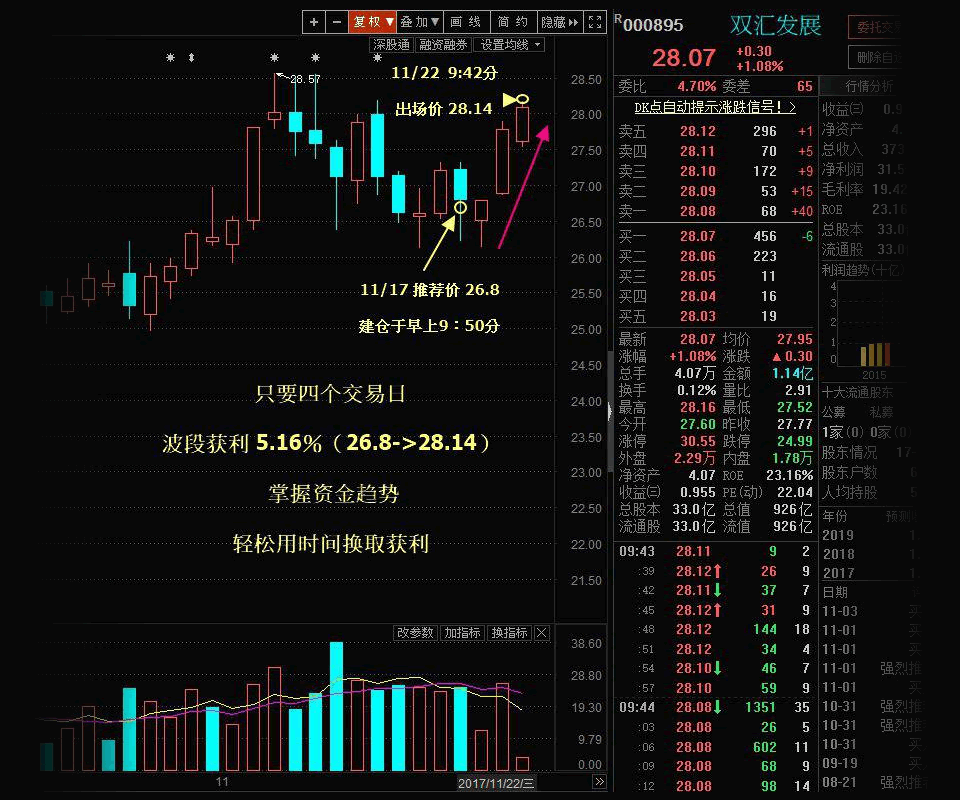 + − 复权▼ 叠加▼ 画线 简约 隐藏
深股通 融资融券 设置均线
28.57
11/22 9:42分
出场价 28.14
11/17 推荐价 26.8
建仓于早上9：50分
只要四个交易日
波段获利 5.16%（26.8->28.14）
掌握资金趋势
轻松用时间换取获利
28.50
28.00
27.50
27.00
26.50
26.00
25.50
25.00
24.50
24.00
23.50
23.00
22.50
22.00
21.50
改参数 加指标 换指标
38.60
28.80
19.30
9.79
0.00
11
2017/11/22/三
R 000895 双汇发展
28.07
+0.30
+1.08%
委比 4.70% 委差 65
DK点自动提示涨跌信号！>
卖五 28.12 296 +1
卖四 28.11 70 +5
卖三 28.10 172 +9
卖二 28.09 53 +15
卖一 28.08 68 +40
买一 28.07 456 -6
买二 28.06 223
买三 28.05 11
买四 28.04 16
买五 28.03 19
最新 28.07 均价 27.95
涨幅 +1.08% 涨跌 ▲0.30
总手 4.07万 金额 1.14亿
换手 0.12% 量比 2.91
最高 28.16 最低 27.52
今开 27.60 昨收 27.77
涨停 30.55 跌停 24.99
外盘 2.29万 内盘 1.78万
净资产 4.07 ROE 23.16%
收益(三) 0.955 PE(动) 22.04
总股本 33.0亿 总值 926亿
流通股 33.0亿 流值 926亿
09:43 28.11 9 2
:39 28.12 26 9
:42 28.11 37 7
:45 28.12 31 9
:48 28.12 144 18
:51 28.12 34 4
:54 28.10 46 7
:57 28.10 59 9
09:44 28.08 1351 35
:03 28.08 26 5
:06 28.08 602 11
:09 28.08 68 9
:12 28.08 98 14
委托交
删除自
行情分析
收益(三) 0.9
净资产 4.
总收入 373
净利润 31.5
毛利率 19.42
ROE 23.16
总股本 33.0
流通股 33.0
利润趋势(十亿)
4
3
2
1
0
2015
十大流通股东
公募 私募
1家(0) 0家(0)
股东情况 17-
股东户数
人均持股
年份 预测
2019
2018
2017
日期
11-03 买
11-01 买
11-01 买
11-01 强烈推
11-01 买
10-31 强烈推
10-31 强烈推
10-31 买
09-19 买
08-21 强烈推